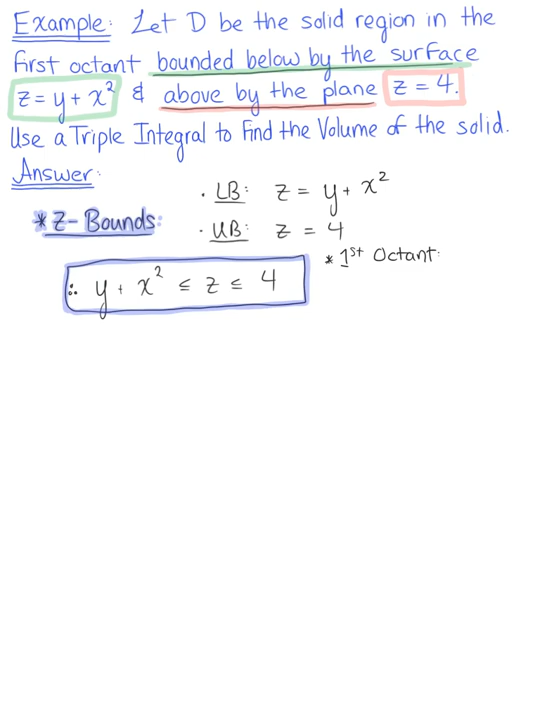 Example: Let D be the solid region in the
first octant bounded below by the surface
z = y + x² & above by the plane z = 4.
Use a Triple Integral to Find the Volume of the solid.
Answer:
• LB: z = y + x²
* Z-Bounds:
• UB: z = 4
* 1st Octant:
∴ y + x² ≤ z ≤ 4